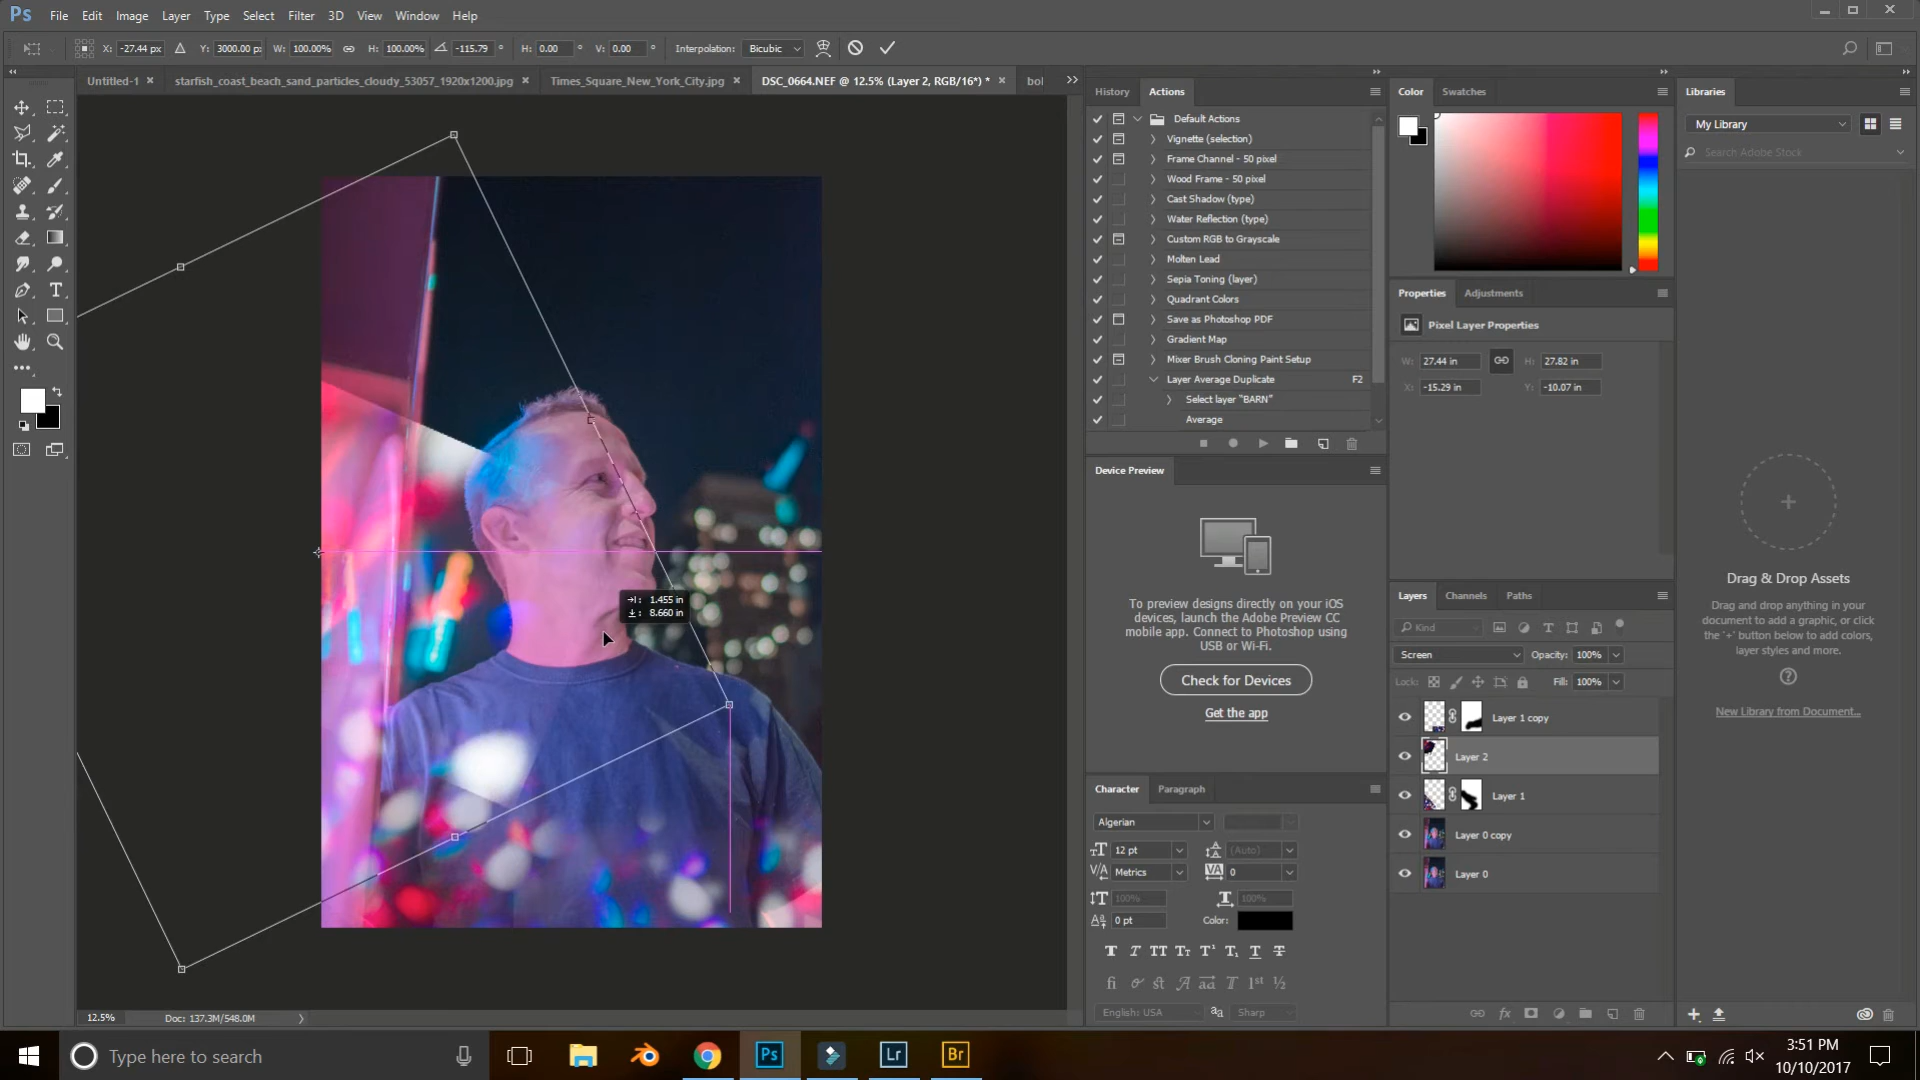 Ps File Edit Image Layer Type Select Filter 3D View Window Help
X: -27.44 px Y: 3000.00 px W: 100.00% H: 100.00% -115.79 ° H: 0.00 ° V: 0.00 ° Interpolation: Bicubic
Untitled-1 × starfish_coast_beach_sand_particles_cloudy_53057_1920x1200.jpg × Times_Square_New_York_City.jpg × DSC_0664.NEF @ 12.5% (Layer 2, RGB/16*) * ×
History Actions
Default Actions
Vignette (selection)
Frame Channel - 50 pixel
Wood Frame - 50 pixel
Cast Shadow (type)
Water Reflection (type)
Custom RGB to Grayscale
Molten Lead
Sepia Toning (layer)
Quadrant Colors
Save as Photoshop PDF
Gradient Map
Mixer Brush Cloning Paint Setup
Layer Average Duplicate F2
Select layer "BARN"
Average
Device Preview
To preview designs directly on your iOS
devices, launch the Adobe Preview CC
mobile app. Connect to Photoshop using
USB or Wi-Fi.
Check for Devices
Get the app
Character Paragraph
Algerian
12 pt (Auto)
Metrics 0
100% 100%
0 pt Color:
English: USA Sharp
Color Swatches
Properties Adjustments
Pixel Layer Properties
W: 27.44 in H: 27.82 in
X: -15.29 in Y: -10.07 in
Layers Channels Paths
Kind
Screen Opacity: 100%
Lock: Fill: 100%
Layer 1 copy
Layer 2
Layer 1
Layer 0 copy
Layer 0
Libraries
My Library
Search Adobe Stock
Drag & Drop Assets
Drag and drop anything in your
document to add a graphic, or click
the '+' button below to add colors,
layer styles and more.
New Library from Document...
1.455 in
8.660 in
12.5% Doc: 137.3M/548.0M
Type here to search
Ps Lr Br
3:51 PM
10/10/2017